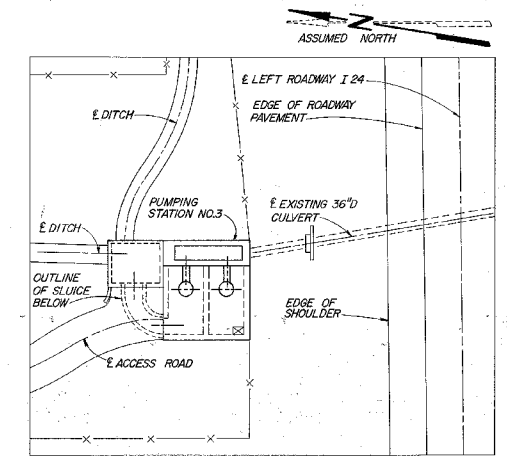 N
ASSUMED NORTH
℄ LEFT ROADWAY I 24
℄ DITCH
EDGE OF ROADWAY
PAVEMENT
PUMPING
STATION NO.3
℄ EXISTING 36"D
CULVERT
℄ DITCH
OUTLINE
OF SLUICE
BELOW
EDGE OF
SHOULDER
℄ ACCESS ROAD